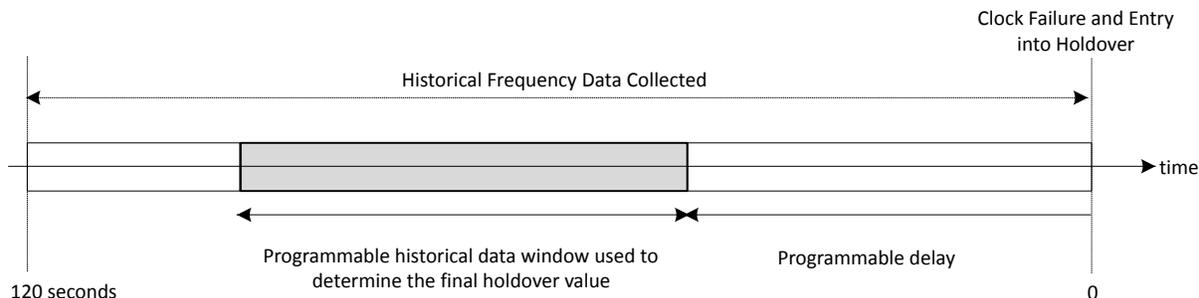 Clock Failure and Entry
into Holdover
Historical Frequency Data Collected
time
Programmable historical data window used to
determine the final holdover value
Programmable delay
120 seconds
0